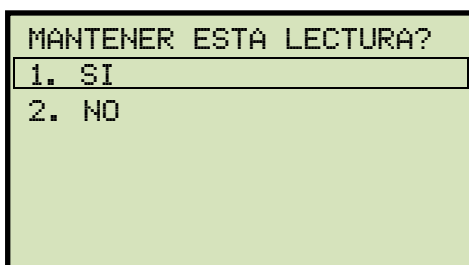 MANTENER ESTA LECTURA?
1. SI
2. NO